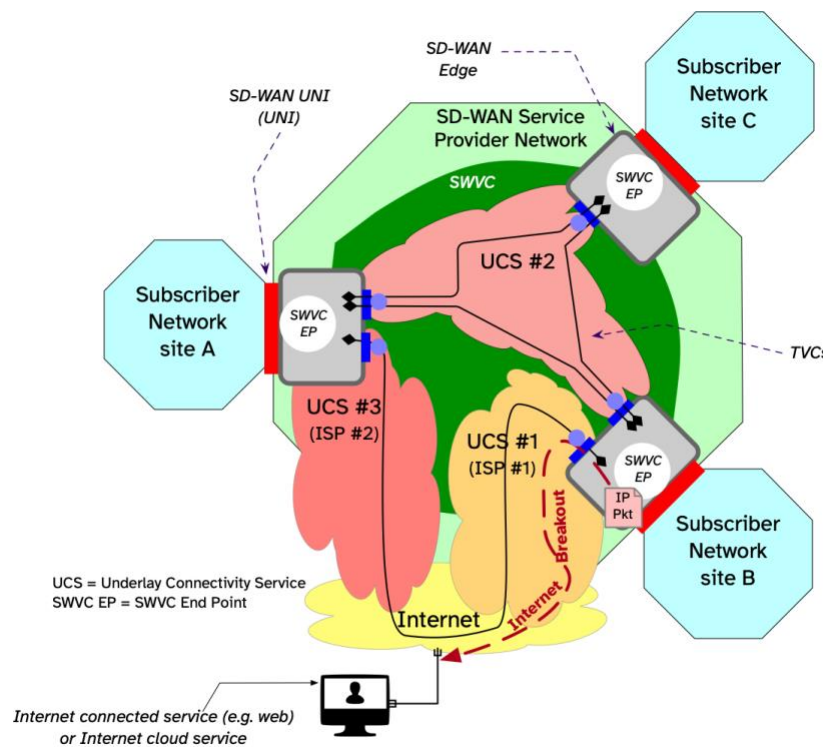 SD-WAN
Edge
Subscriber
Network
site C
SD-WAN UNI
(UNI)
SD-WAN Service
Provider Network
SWVC
SWVC
EP
UCS #2
Subscriber
Network
site A
SWVC
EP
TVCs
UCS #3
(ISP #2)
UCS #1
(ISP #1)
SWVC
EP
IP
Pkt
Subscriber
Network
site B
Internet Breakout
UCS = Underlay Connectivity Service
SWVC EP = SWVC End Point
Internet
Internet connected service (e.g. web)
or Internet cloud service